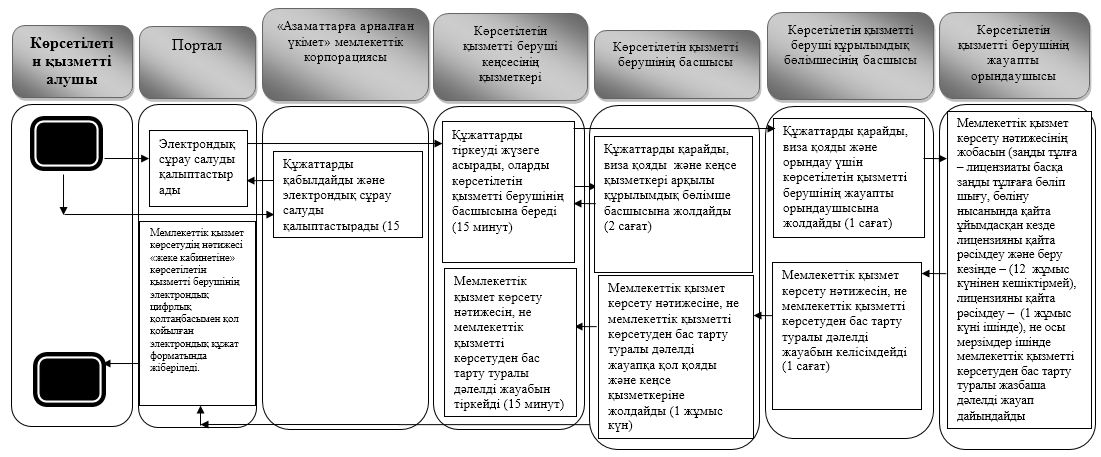 Көрсетілеті
н қызметті
алушы
Портал
«Азаматтарға арналған
үкімет» мемлекеттік
корпорациясы
Көрсетілетін
қызметті беруші
кеңсесінің
қызметкері
Көрсетілетін қызметті
берушінің басшысы
Көрсетілетін қызметті
беруші құрылымдық
бөлімшесінің басшысы
Көрсетілетін
қызметті берушінің
жауапты
орындаушысы
Электрондық
сұрау салуды
қалыптастыр
ады
Құжаттарды
қабылдайды және
электрондық сұрау
салуды
қалыптастырады (15
Құжаттарды
тіркеуді жүзеге
асырады, оларды
көрсетілетін
қызметті берушінің
басшысына береді
(15 минут)
Құжаттарды қарайды,
виза қояды  және кеңсе
қызметкері арқылы
құрылымдық бөлімше
басшысына жолдайды
(2 сағат)
Құжаттарды қарайды,
виза қояды және
орындау үшін
көрсетілетін қызметті
берушінің жауапты
орындаушысына
жолдайды (1 сағат)
Мемлекеттік қызмет
көрсету нәтижесінің
жобасын (заңды тұлға
– лицензиаты басқа
заңды тұлғаға бөліп
шығу, бөліну
нысанында қайта
ұйымдасқан кезде
лицензияны қайта
рәсімдеу және беру
кезінде – (12  жұмыс
күнінен кешіктірмей),
лицензияны қайта
рәсімдеу –  (1 жұмыс
күні ішінде), не осы
мерзімдер ішінде
мемлекеттік қызметті
көрсетуден бас тарту
туралы жазбаша
дәлелді жауап
дайындайды
Мемлекеттік қызмет
көрсетудің нәтижесі
«жеке кабинетіне»
көрсетілетін
қызметті берушінің
электрондық
цифрлық
қолтаңбасымен қол
қойылған
электрондық құжат
форматында
жіберіледі.
Мемлекеттік
қызмет көрсету
нәтижесін, не
мемлекеттік
қызметті
көрсетуден бас
тарту туралы
дәлелді жауабын
тіркейді (15 минут)
Мемлекеттік қызмет
көрсету нәтижесіне, не
мемлекеттік қызметті
көрсетуден бас тарту
туралы дәлелді
жауапқа қол қояды
және кеңсе
қызметкеріне
жолдайды (1 жұмыс
күн)
Мемлекеттік қызмет
көрсету нәтижесін, не
мемлекеттік қызметті
көрсетуден бас тарту
туралы дәлелді
жауабын келісімдейді
(1 сағат)